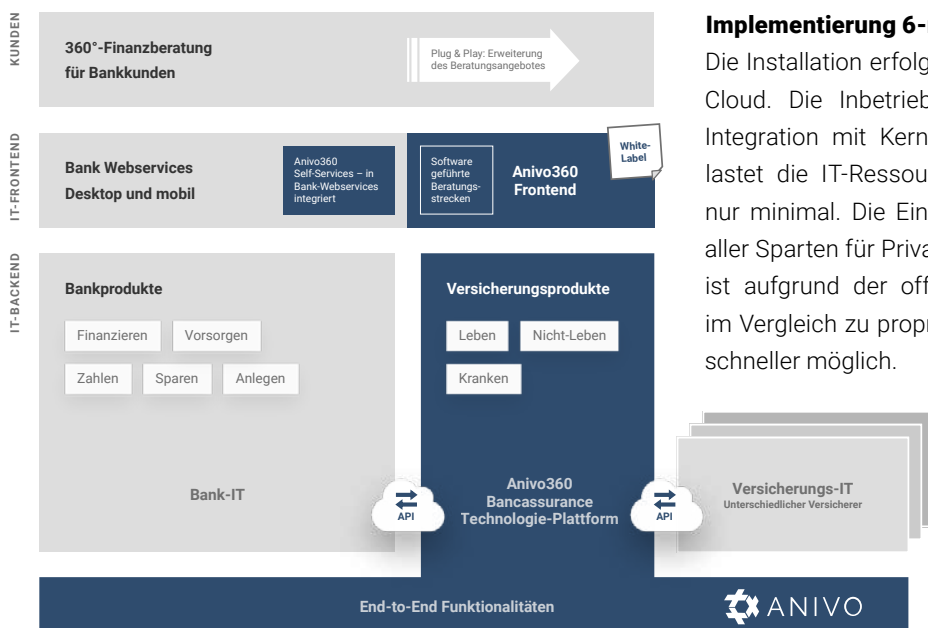 KUNDEN
360°-Finanzberatung
für Bankkunden
Plug & Play: Erweiterung
des Beratungsangebotes
IT-FRONTEND
Bank Webservices
Desktop und mobil
Anivo360
Self-Services – in
Bank-Webservices
integriert
Software
geführte
Beratungs-
strecken
Anivo360
Frontend
White-
Label
IT-BACKEND
Bankprodukte
Finanzieren
Vorsorgen
Zahlen
Sparen
Anlegen
Bank-IT
API
Versicherungsprodukte
Leben
Nicht-Leben
Kranken
Anivo360
Bancassurance
Technologie-Plattform
API
Versicherungs-IT
Unterschiedlicher Versicherer
End-to-End Funktionalitäten
ANIVO
Implementierung 6-
Die Installation erfolg
Cloud. Die Inbetrieb
Integration mit Kern
lastet die IT-Ressou
nur minimal. Die Ein
aller Sparten für Priva
ist aufgrund der off
im Vergleich zu propr
schneller möglich.